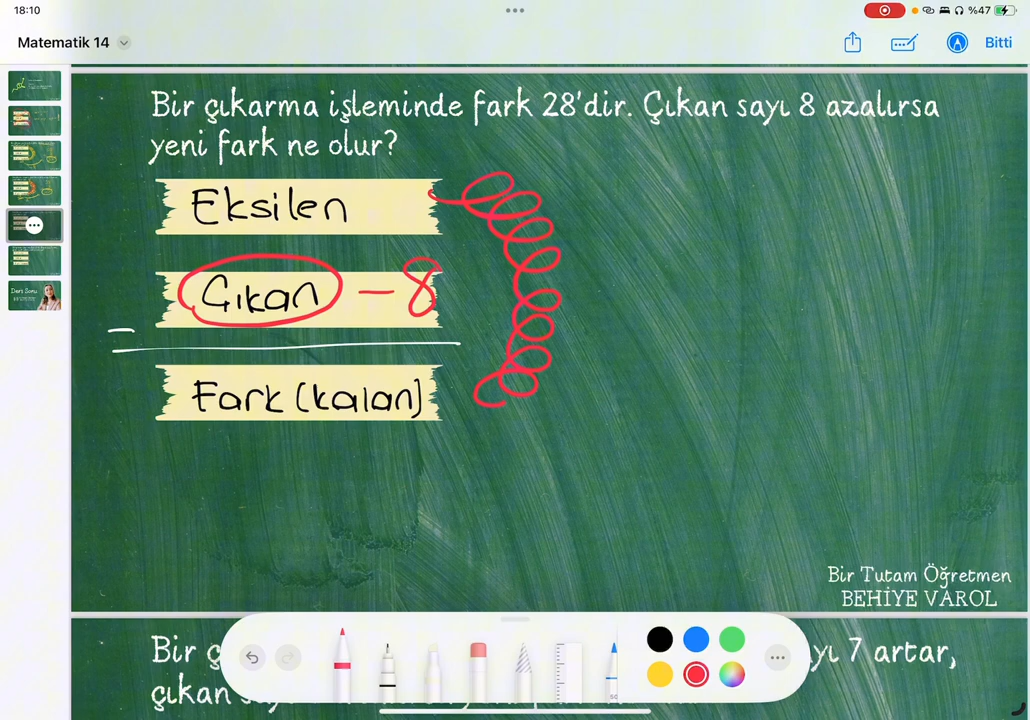 18:10
%47
Matematik 14
Bitti
Bir çıkarma işleminde fark 28'dir. Çıkan sayı 8 azalırsa
yeni fark ne olur?
Eksilen
Çıkan - 8
Fark (kalan)
Bir Tutam Öğretmen
BEHİYE VAROL
Ders Sonu
Bir ç
yı 7 artar,
çıkan s